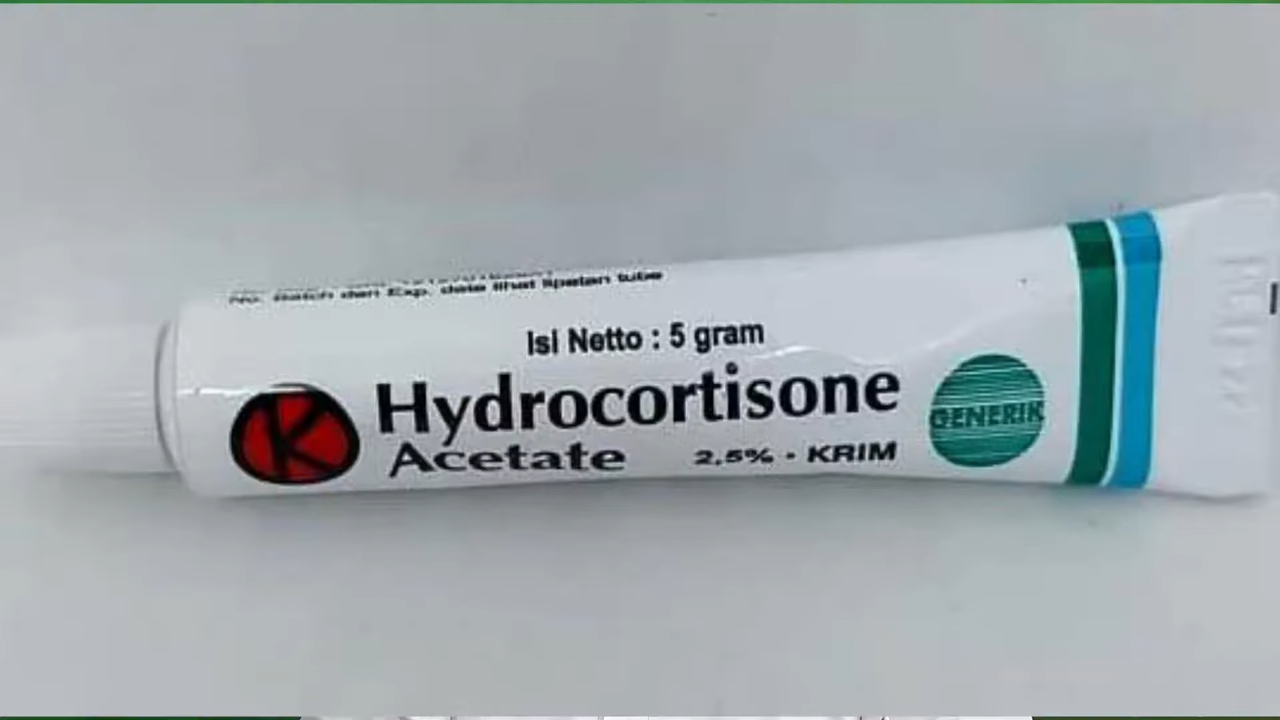 No. Batch dan Exp. date lihat lipatan tube
Isi Netto : 5 gram
K
Hydrocortisone
Acetate 2,5% - KRIM
GENERIK